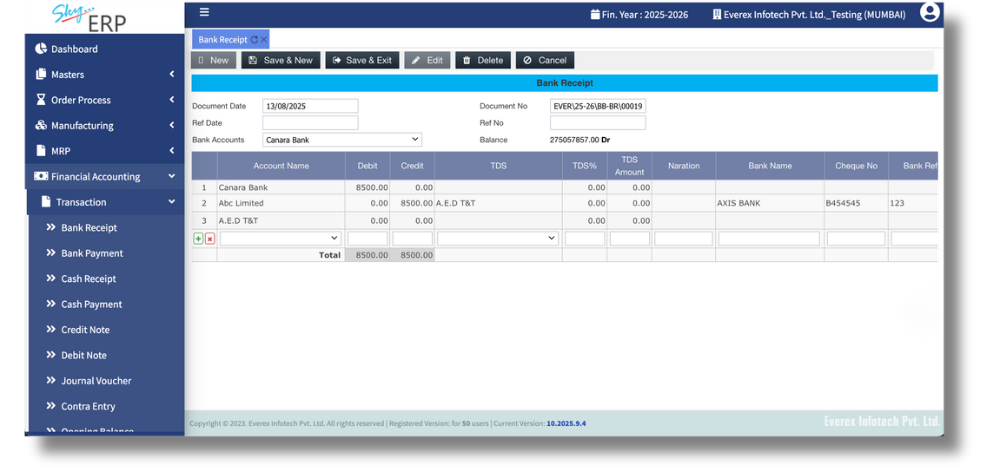 Sky...
ERP
Fin. Year : 2025-2026
Everex Infotech Pvt. Ltd._Testing (MUMBAI)
Dashboard
Masters
Order Process
Manufacturing
MRP
Financial Accounting
Transaction
Bank Receipt
Bank Payment
Cash Receipt
Cash Payment
Credit Note
Debit Note
Journal Voucher
Contra Entry
Opening Balance
Bank Receipt
New Save & New Save & Exit Edit Delete Cancel
Bank Receipt
Document Date 13/08/2025 Document No EVER\25-26\BB-BR\00019
Ref Date Ref No
Bank Accounts Canara Bank Balance 275057857.00 Dr
Account Name Debit Credit TDS TDS% TDS Amount Naration Bank Name Cheque No Bank Ref
1 Canara Bank 8500.00 0.00 0.00 0.00
2 Abc Limited 0.00 8500.00 A.E.D T&T 0.00 0.00 AXIS BANK B454545 123
3 A.E.D T&T 0.00 0.00 0.00 0.00
Total 8500.00 8500.00
Copyright © 2023. Everex Infotech Pvt. Ltd. All rights reserved | Registered Version: for 50 users | Current Version: 10.2025.9.4
Everex Infotech Pvt. Ltd.